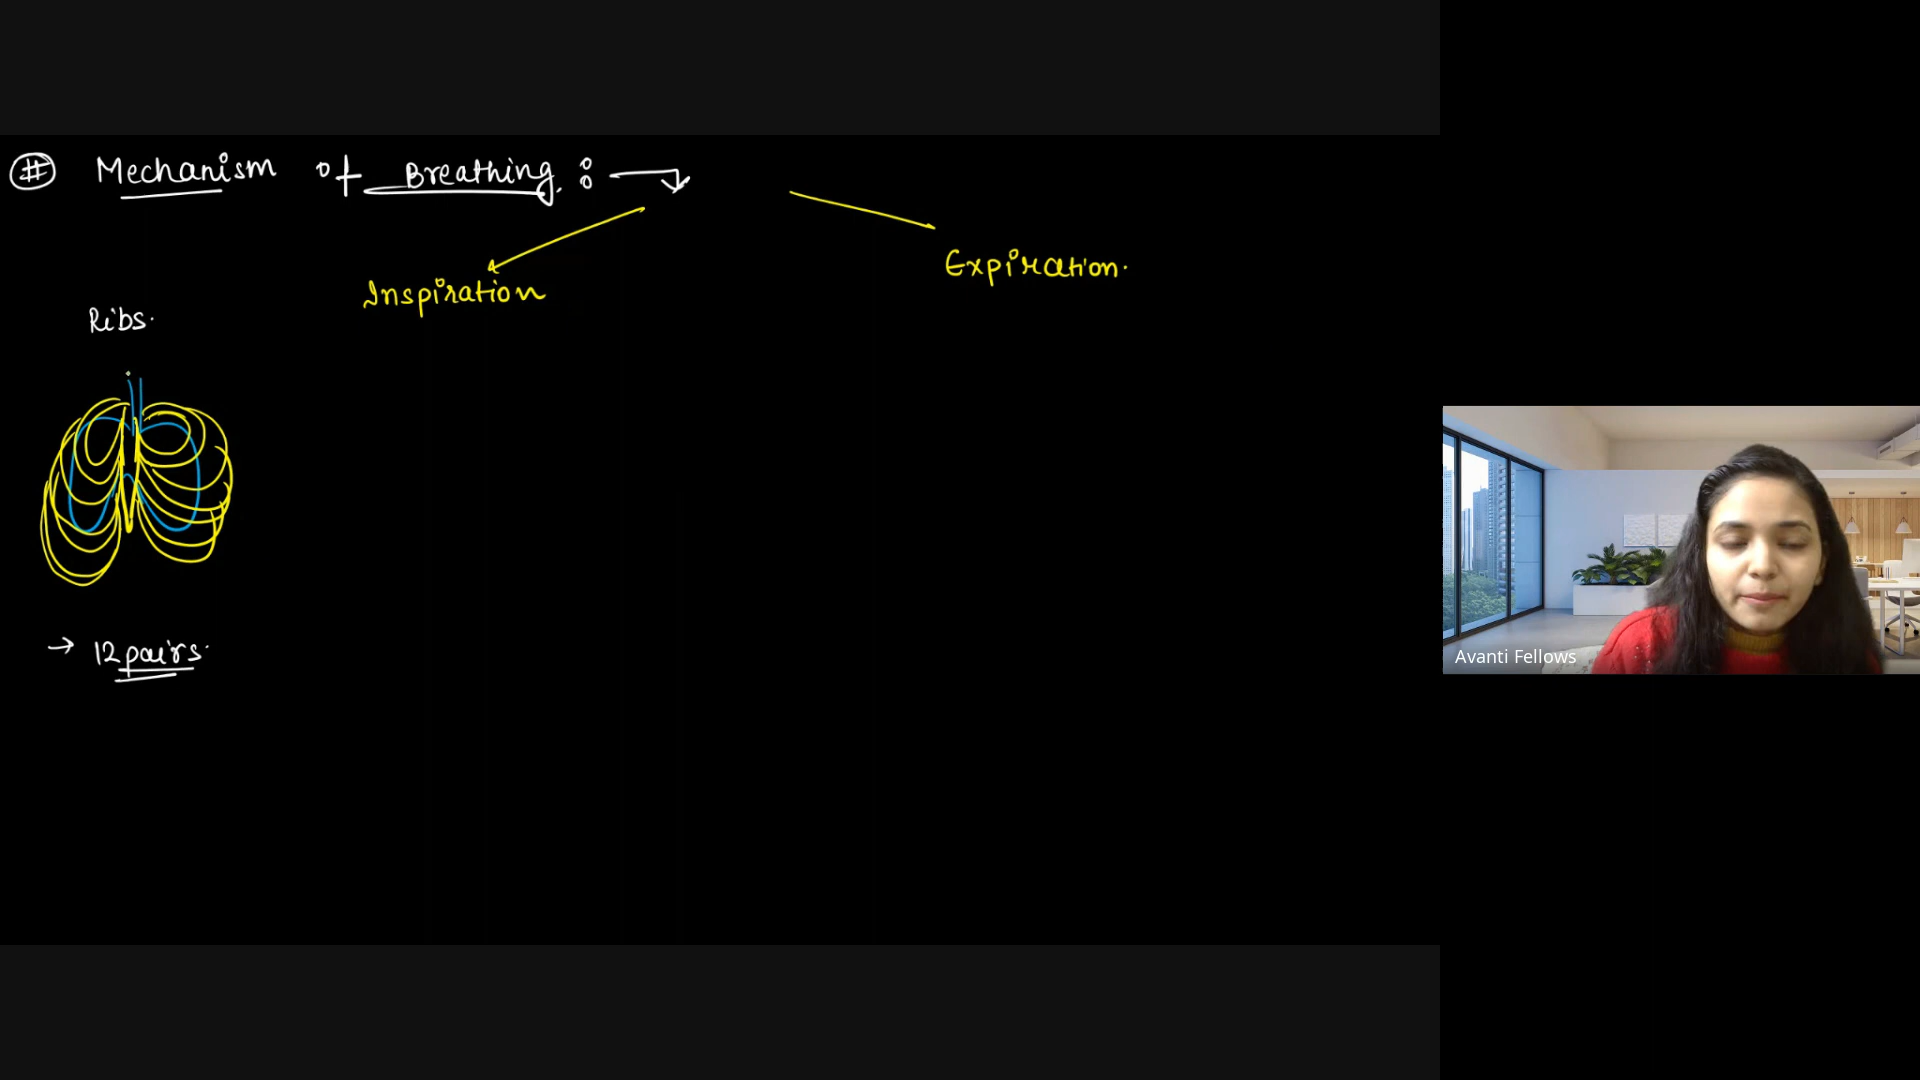 # Mechanism of Breathing :
Inspiration
Expiration.
Ribs.
→ 12 pairs.
Avanti Fellows